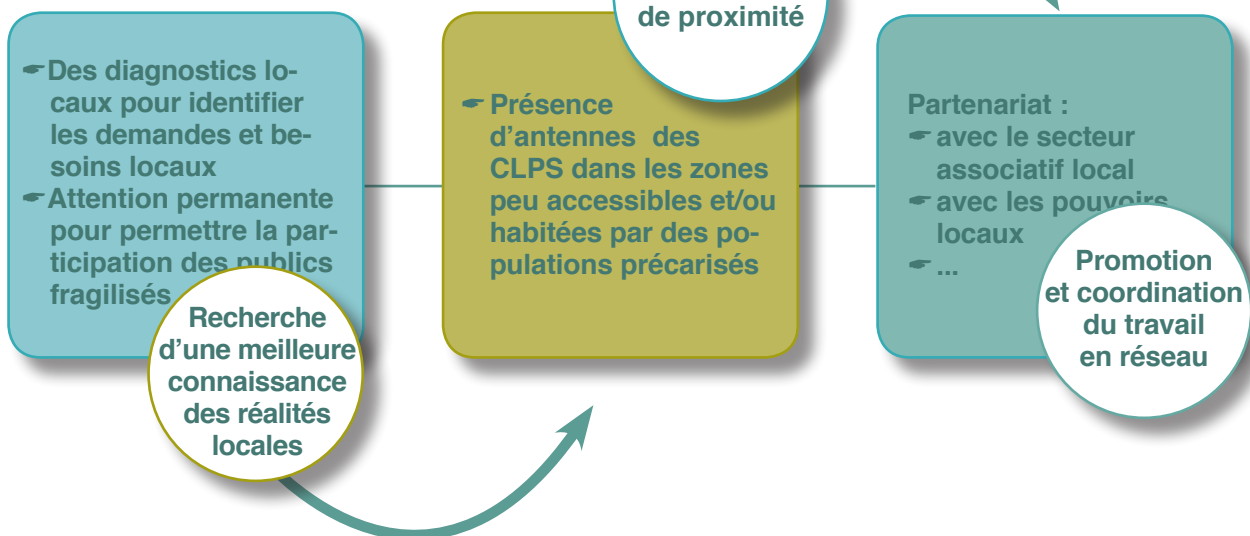 de proximité
☛ Des diagnostics lo-
caux pour identifier
les demandes et be-
soins locaux
☛ Attention permanente
pour permettre la par-
ticipation des publics
fragilisés
Recherche
d'une meilleure
connaissance
des réalités
locales
☛ Présence
d'antennes des
CLPS dans les zones
peu accessibles et/ou
habitées par des po-
pulations précarisés
Partenariat :
☛ avec le secteur
associatif local
☛ avec les pouvoirs
locaux
☛ ...
Promotion
et coordination
du travail
en réseau